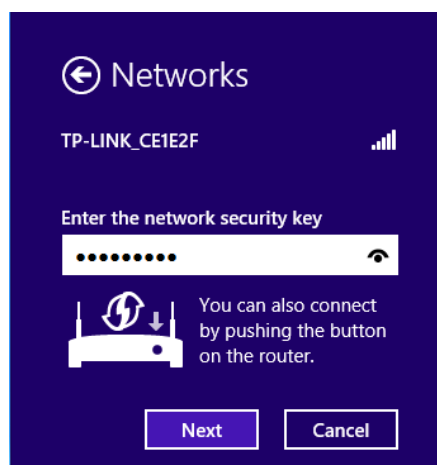 Networks
TP-LINK_CE1E2F
Enter the network security key
•••••••••
You can also connect
by pushing the button
on the router.
Next Cancel